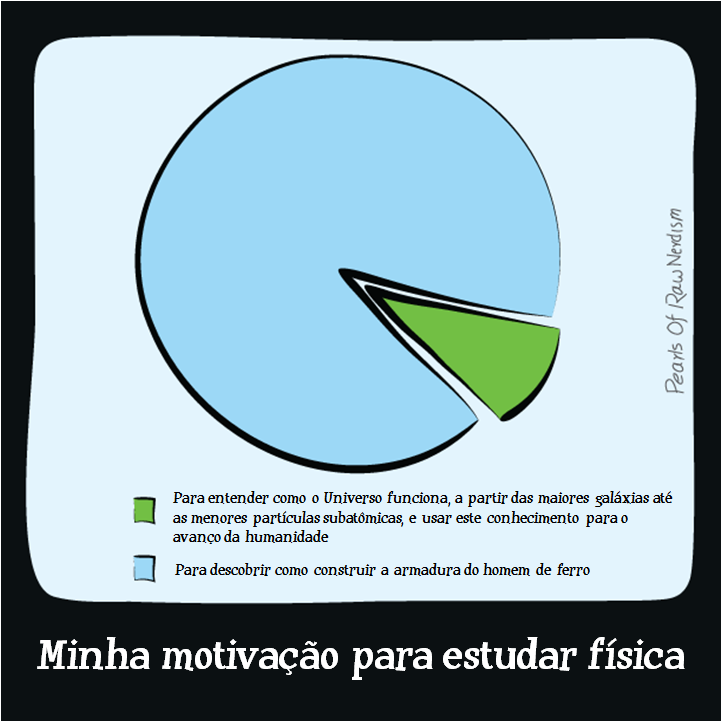 Pearls Of Raw Nerdism
Para entender como o Universo funciona, a partir das maiores galáxias até
as menores partículas subatômicas, e usar este conhecimento para o
avanço da humanidade
Para descobrir como construir a armadura do homem de ferro
Minha motivação para estudar física